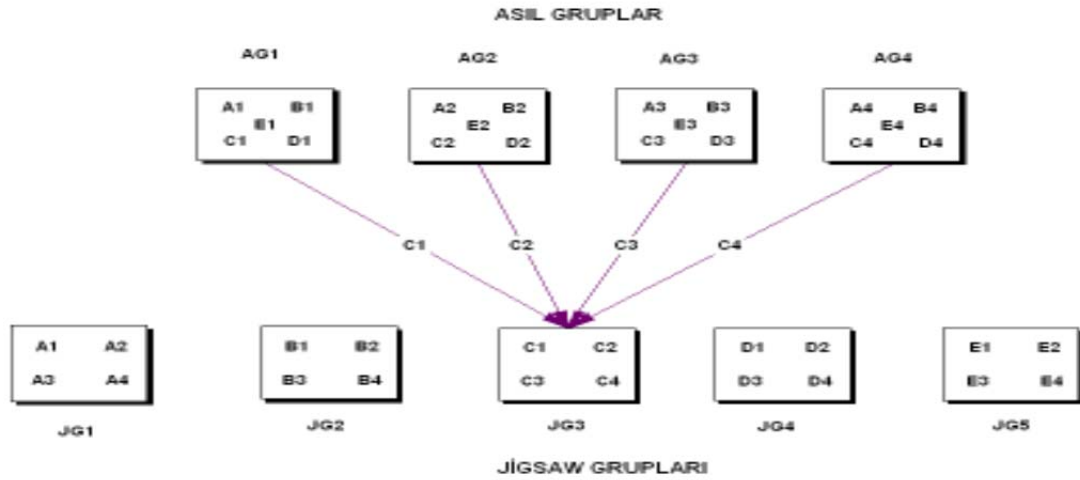 ASIL GRUPLAR
AG1 AG2 AG3 AG4
A1 B1 A2 B2 A3 B3 A4 B4
E1 E2 E3 E4
C1 D1 C2 D2 C3 D3 C4 D4
C1 C2 C3 C4
A1 A2 B1 B2 C1 C2 D1 D2 E1 E2
A3 A4 B3 B4 C3 C4 D3 D4 E3 E4
JG1 JG2 JG3 JG4 JG5
JİGSAW GRUPLARI